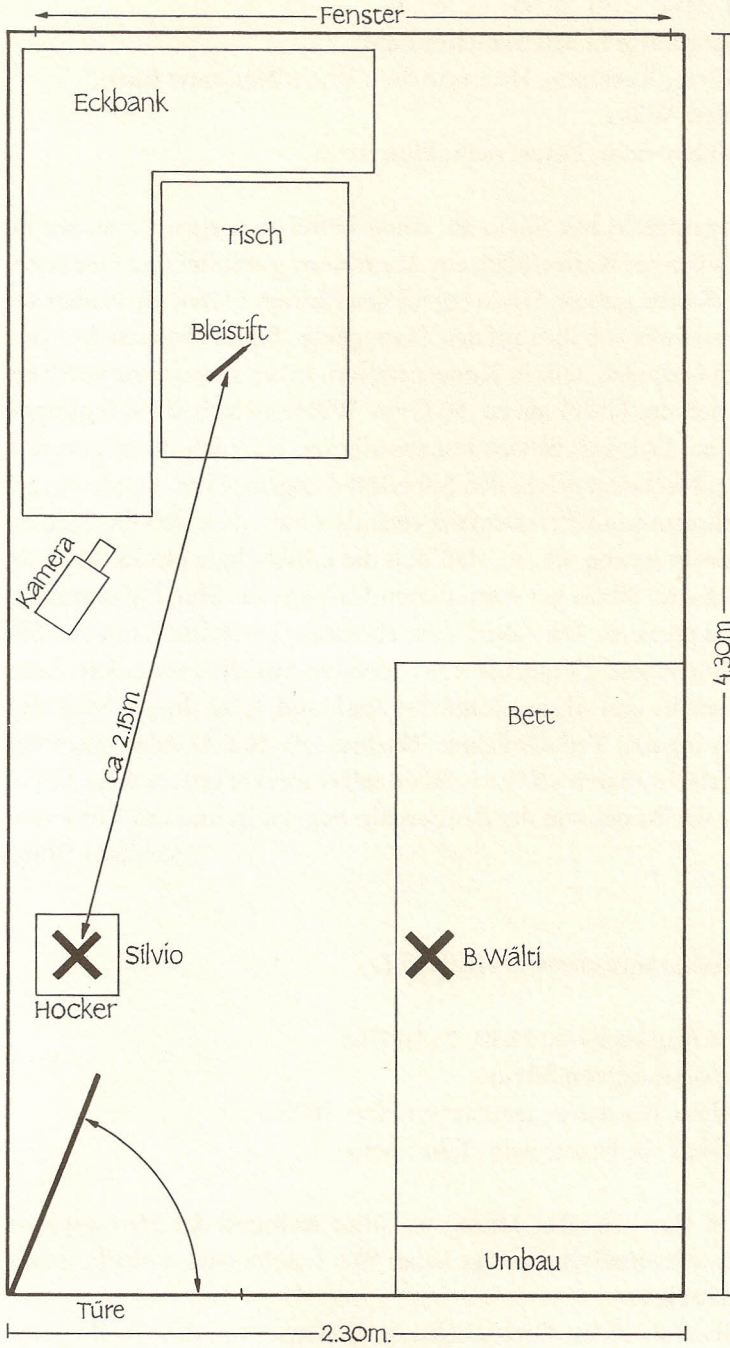 Fenster
Eckbank
Tisch
Bleistift
Kamera
ca 2.15m
4.30m
Bett
Silvio
B.Wälti
Hocker
Umbau
Türe
2.30m.